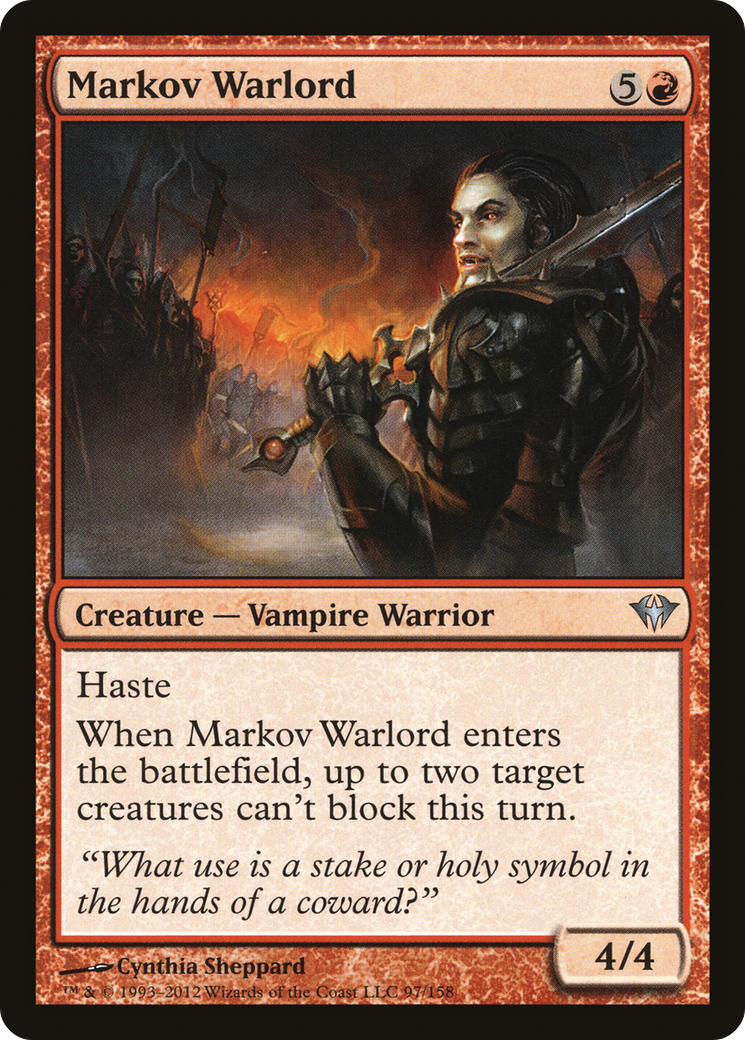 Markov Warlord 5
Creature — Vampire Warrior
Haste
When Markov Warlord enters
the battlefield, up to two target
creatures can't block this turn.
“What use is a stake or holy symbol in
the hands of a coward?”
4/4
Cynthia Sheppard
™ & © 1993–2012 Wizards of the Coast LLC 97/158